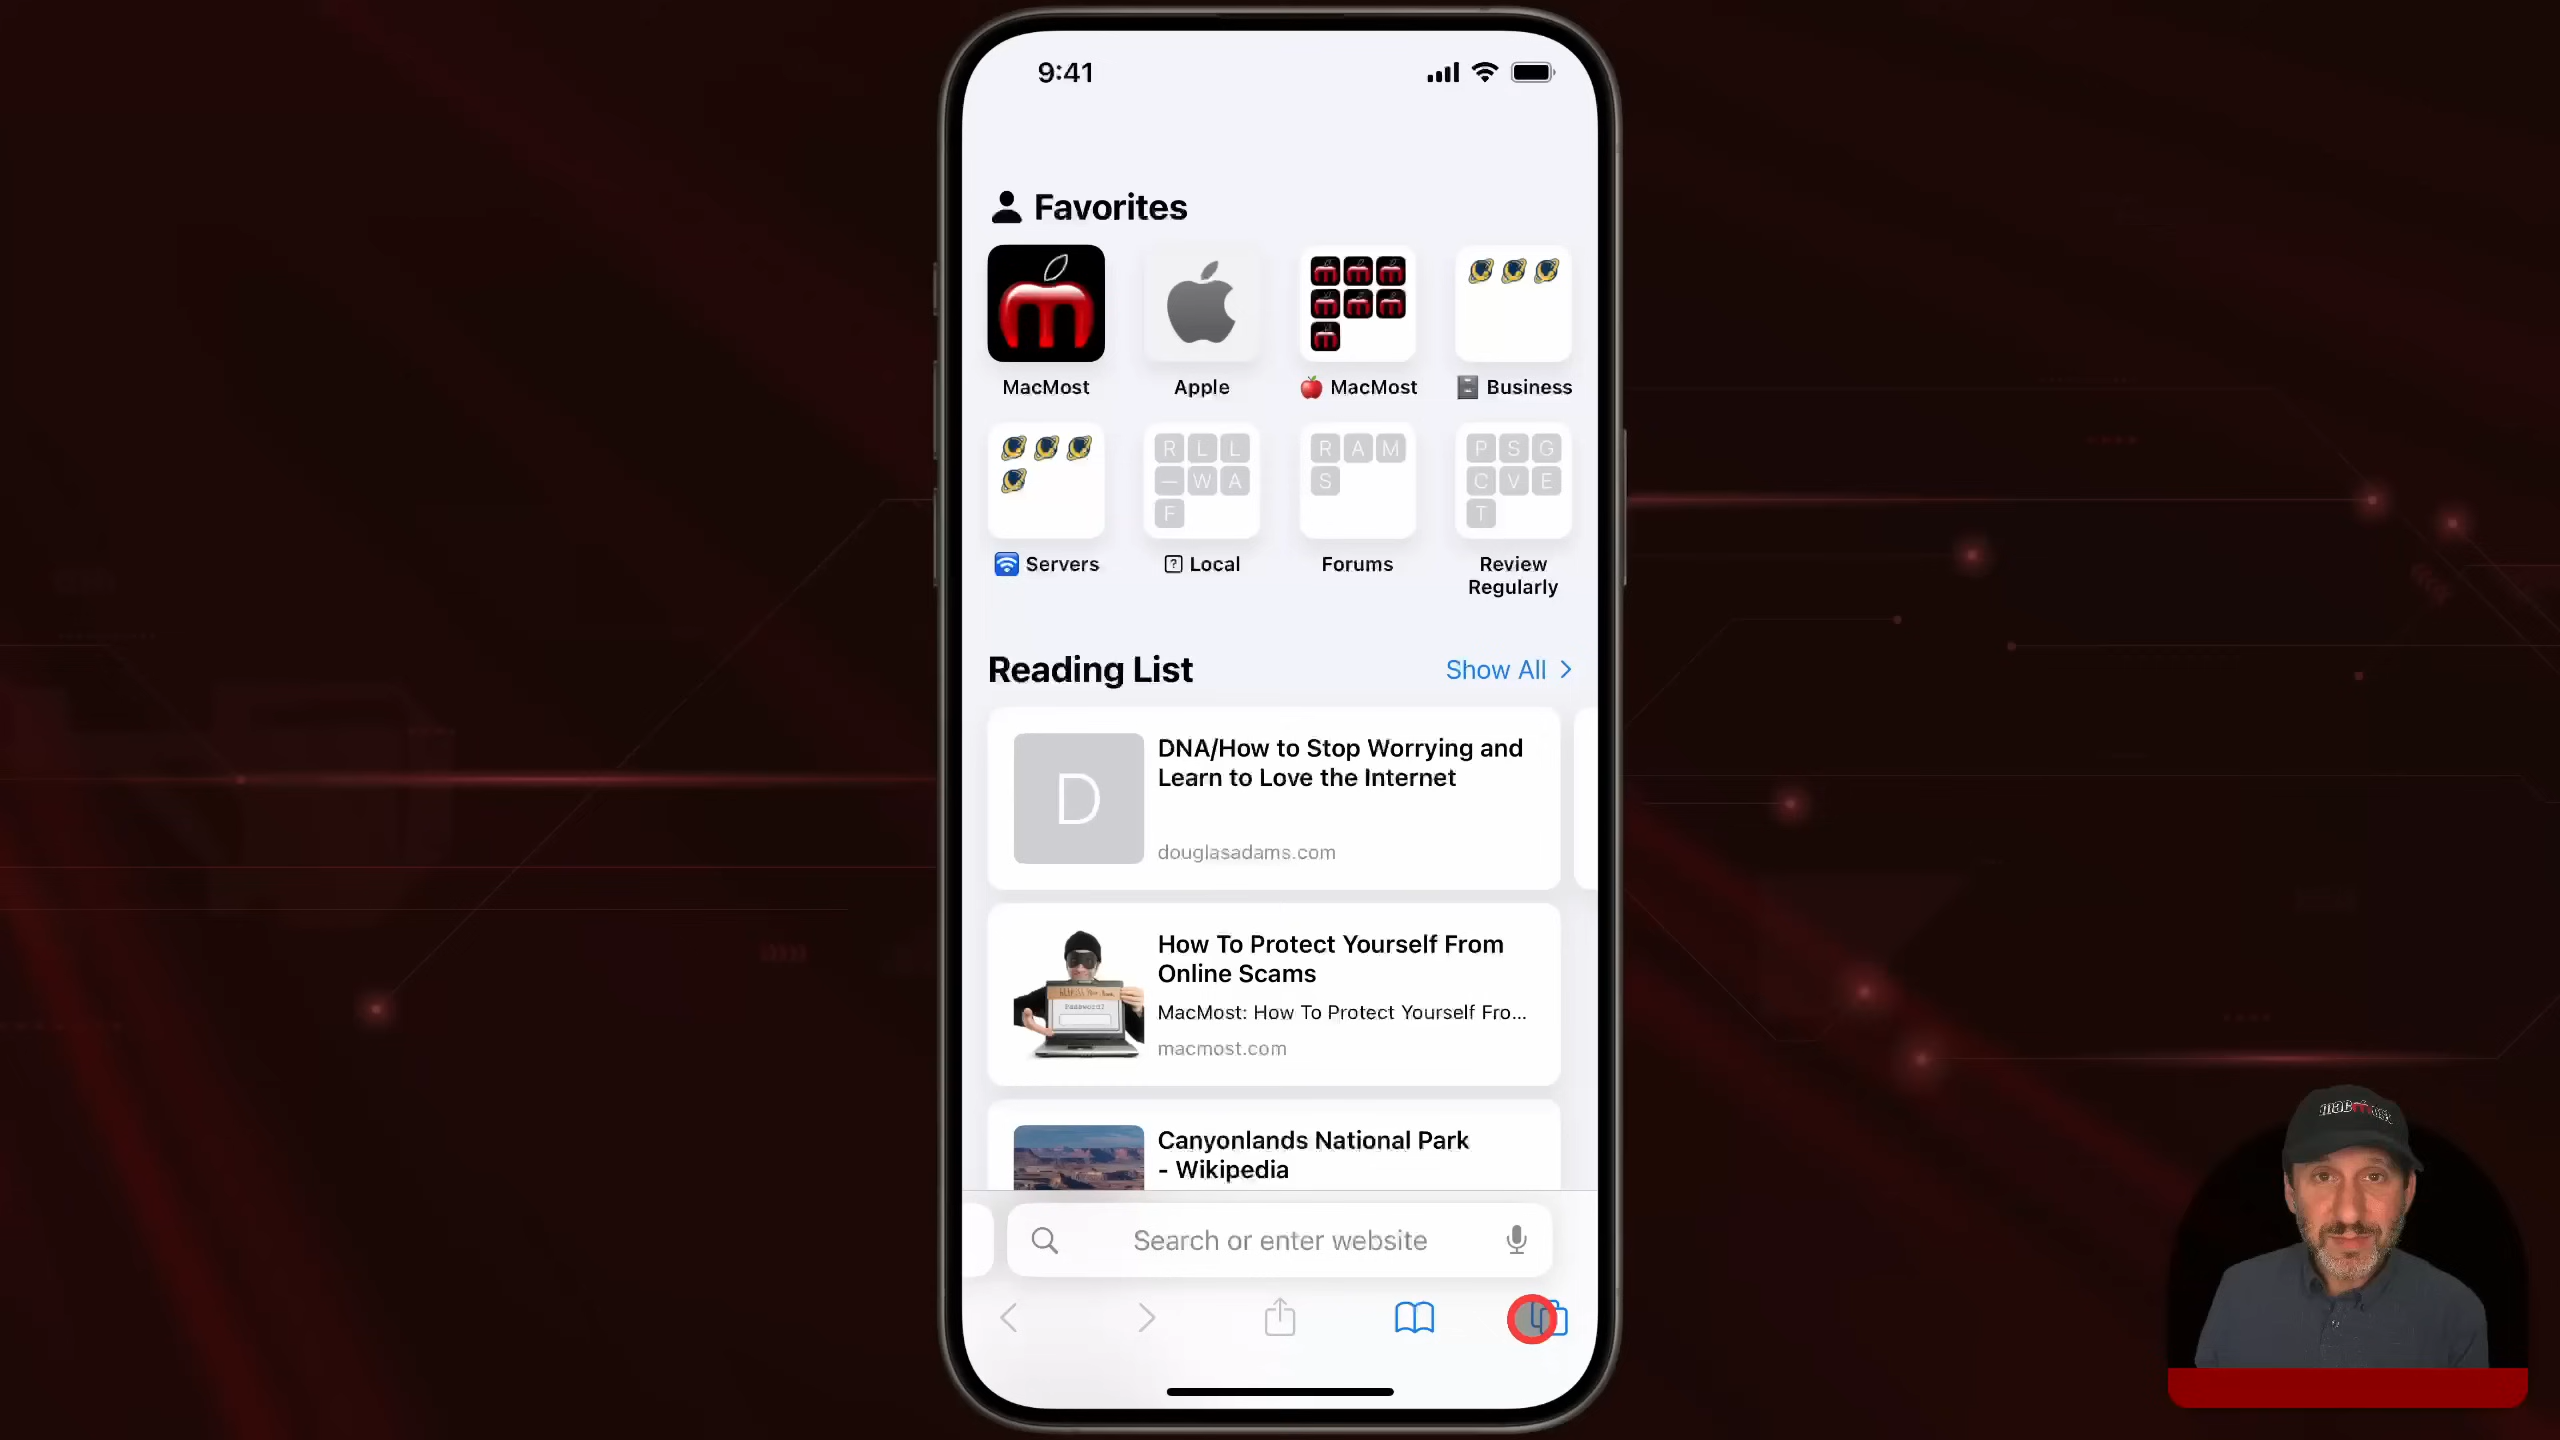 9:41
Favorites
MacMost
Apple
MacMost
Business
R L L
— W A
F
R A M
S
P S G
C V E
T
Servers
? Local
Forums
Review
Regularly
Reading List
Show All
D
DNA/How to Stop Worrying and
Learn to Love the Internet
douglasadams.com
Password?
How To Protect Yourself From
Online Scams
MacMost: How To Protect Yourself Fro...
macmost.com
Canyonlands National Park
- Wikipedia
Search or enter website
macmost